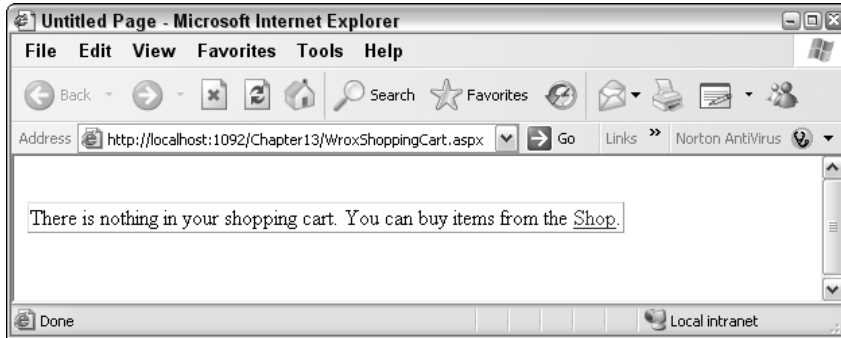 Untitled Page - Microsoft Internet Explorer
File Edit View Favorites Tools Help
Back Search Favorites
Address http://localhost:1092/Chapter13/WroxShoppingCart.aspx Go Links » Norton AntiVirus
There is nothing in your shopping cart. You can buy items from the Shop.
Done Local intranet